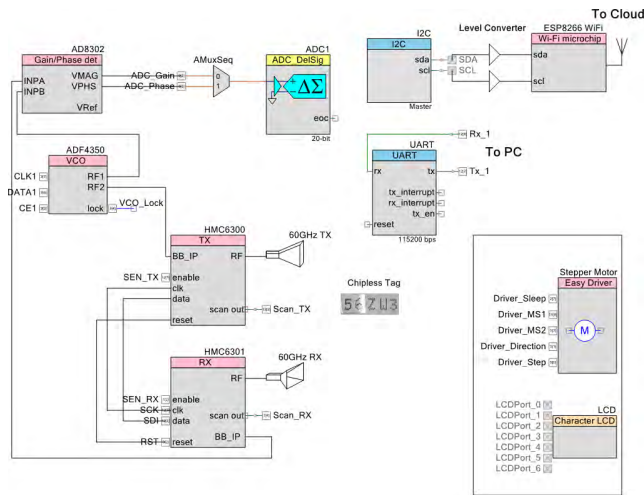 To Cloud
AD8302
Gain/Phase det
INPA
INPB
VMAG
VPHS
VRef
ADC_Gain
ADC_Phase
AMuxSeq
0
1
ADC1
ADC_DelSig
ΔΣ
eoc
20-bit
I2C
I2C
sda
scl
Master
SDA
SCL
Level Converter
ESP8266 WiFi
Wi-Fi microchip
sda
scl
UART
UART
rx
tx
tx_interrupt
rx_interrupt
tx_en
reset
115200 bps
Rx_1
To PC
Tx_1
ADF4350
VCO
RF1
RF2
lock
CLK1
DATA1
CE1
VCO_Lock
HMC6300
TX
BB_IP
RF
enable
clk
data
scan out
reset
SEN_TX
Scan_TX
60GHz TX
Chipless Tag
56ZW3
HMC6301
RX
RF
enable
clk
data
scan out
reset
BB_IP
SEN_RX
SCK
SDI
RST
Scan_RX
60GHz RX
Stepper Motor
Easy Driver
Driver_Sleep
Driver_MS1
Driver_MS2
Driver_Direction
Driver_Step
M
LCDPort_0
LCDPort_1
LCDPort_2
LCDPort_3
LCDPort_4
LCDPort_5
LCDPort_6
LCD
Character LCD